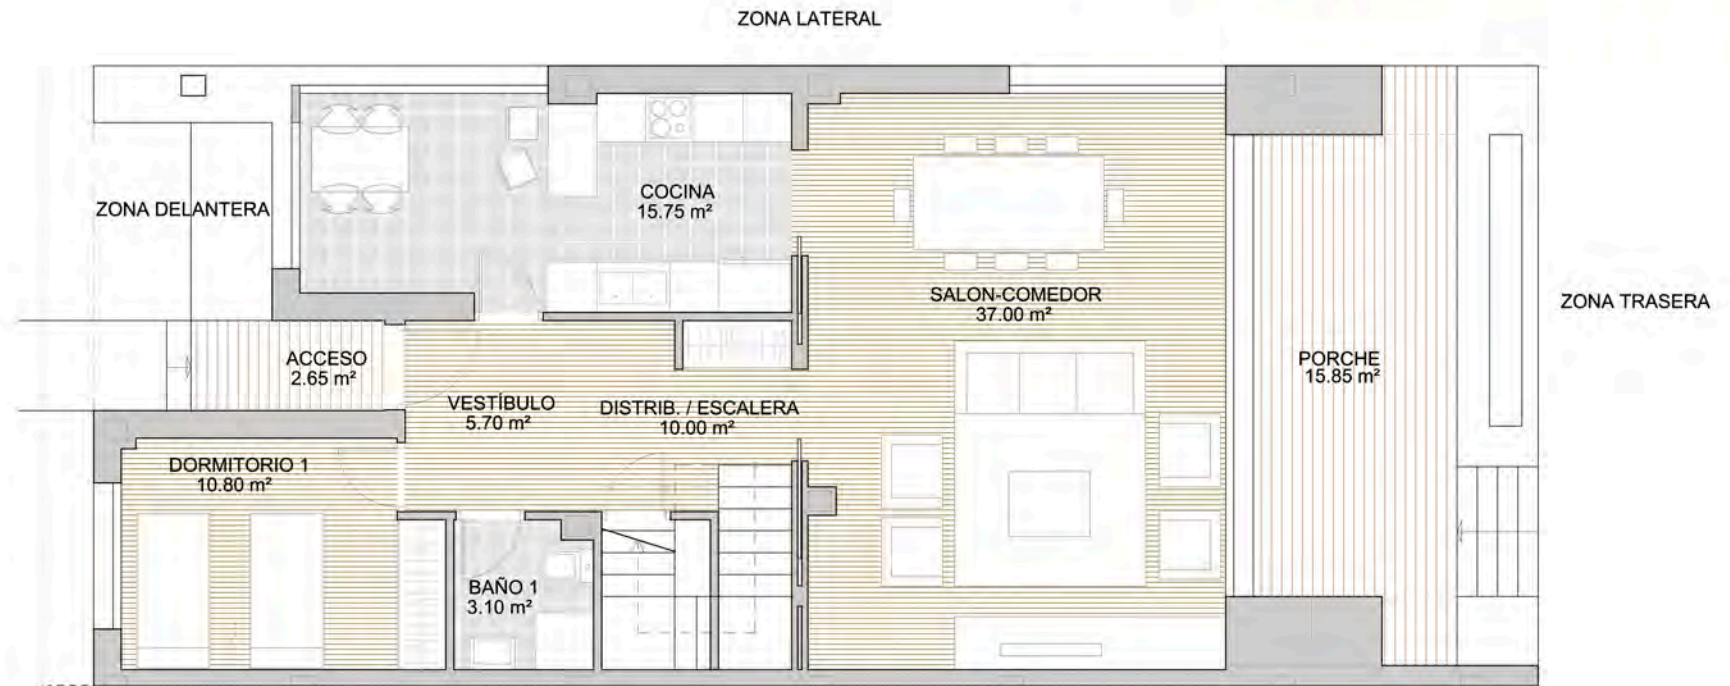 ZONA LATERAL
COCINA
15.75 m²
ZONA DELANTERA
SALON-COMEDOR
37.00 m²
ZONA TRASERA
ACCESO
2.65 m²
PORCHE
15.85 m²
VESTÍBULO
5.70 m²
DISTRIB. / ESCALERA
10.00 m²
DORMITORIO 1
10.80 m²
BAÑO 1
3.10 m²